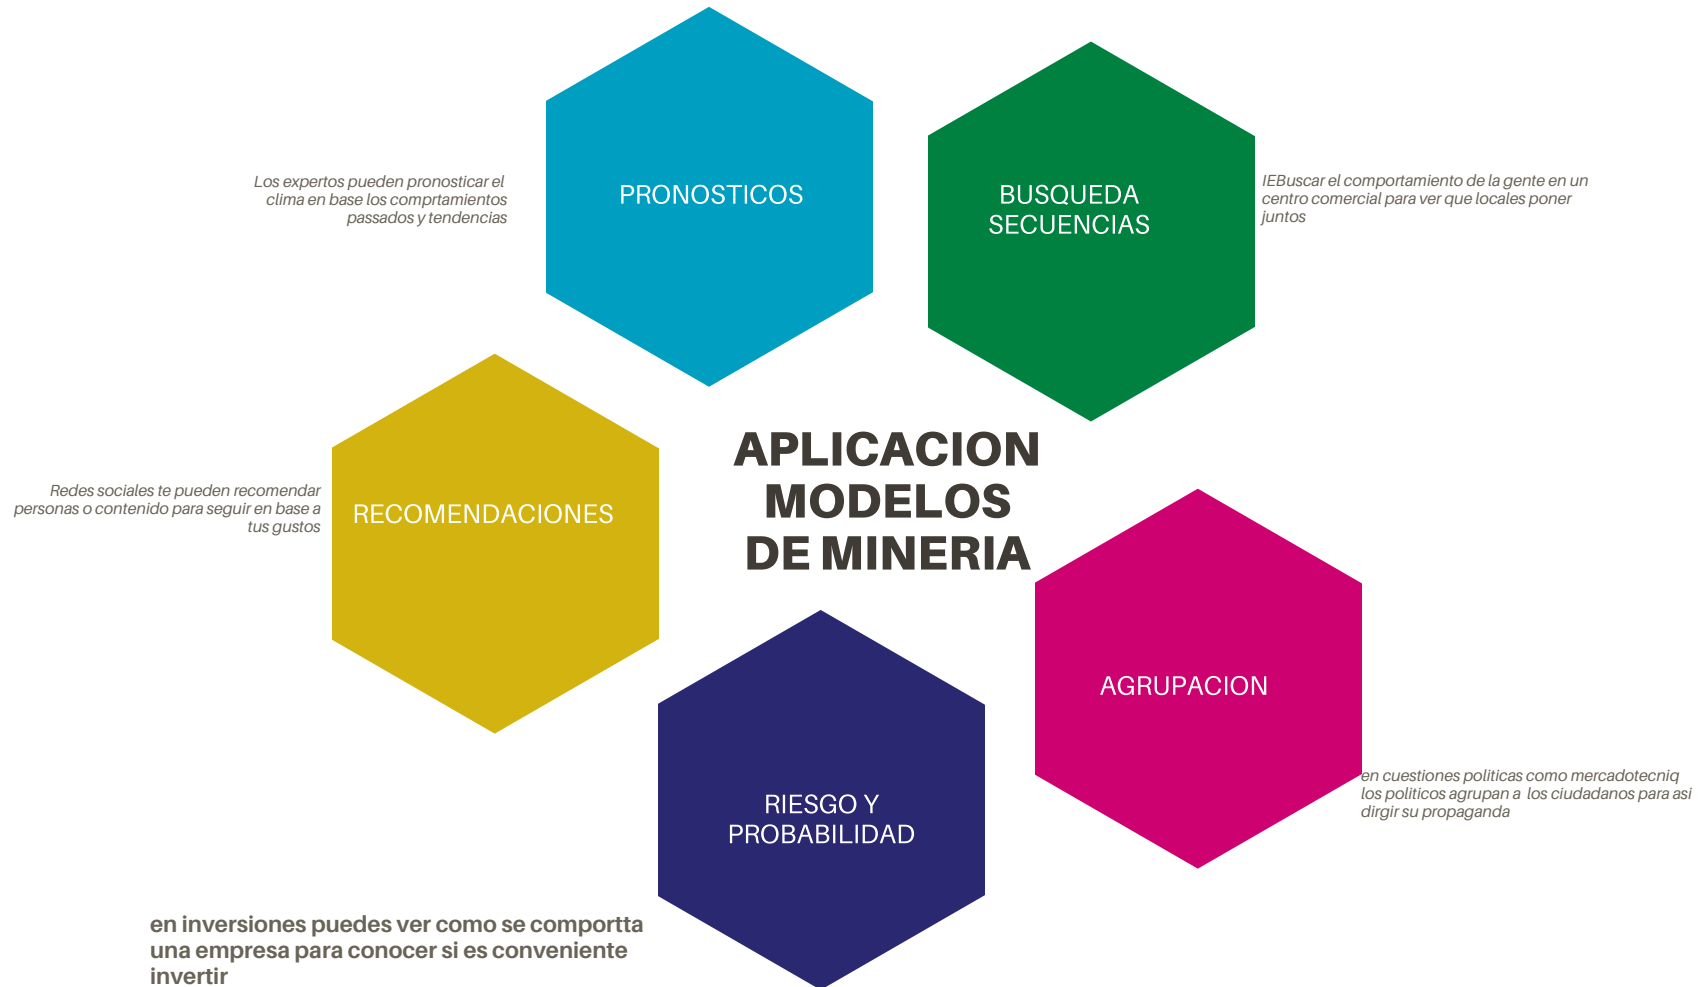 PRONOSTICOS
Los expertos pueden pronosticar el
clima en base los comprtamientos
passados y tendencias
BUSQUEDA
SECUENCIAS
IEBuscar el comportamiento de la gente en un
centro comercial para ver que locales poner
juntos
APLICACION
MODELOS
DE MINERIA
RECOMENDACIONES
Redes sociales te pueden recomendar
personas o contenido para seguir en base a
tus gustos
AGRUPACION
en cuestiones politicas como mercadotecniq
los politicos agrupan a los ciudadanos para asi
dirgir su propaganda
RIESGO Y
PROBABILIDAD
en inversiones puedes ver como se comportta
una empresa para conocer si es conveniente
invertir